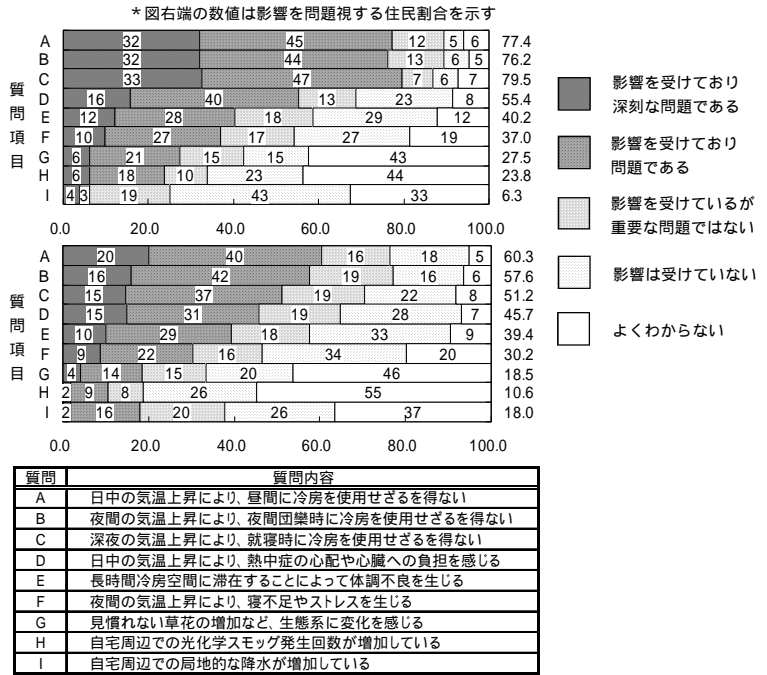 *図右端の数値は影響を問題視する住民割合を示す
質問項目
A 32 45 12 5 6 77.4
B 32 44 13 6 5 76.2
C 33 47 7 6 7 79.5
D 16 40 13 23 8 55.4
E 12 28 18 29 12 40.2
F 10 27 17 27 19 37.0
G 6 21 15 15 43 27.5
H 6 18 10 23 44 23.8
I 4 3 19 43 33 6.3
0.0 20.0 40.0 60.0 80.0 100.0
質問項目
A 20 40 16 18 5 60.3
B 16 42 19 16 6 57.6
C 15 37 19 22 8 51.2
D 15 31 19 28 7 45.7
E 10 29 18 33 9 39.4
F 9 22 16 34 20 30.2
G 4 14 15 20 46 18.5
H 2 9 8 26 55 10.6
I 2 16 20 26 37 18.0
0.0 20.0 40.0 60.0 80.0 100.0
影響を受けており
深刻な問題である
影響を受けており
問題である
影響を受けているが
重要な問題ではない
影響は受けていない
よくわからない
質問 質問内容
A 日中の気温上昇により、昼間に冷房を使用せざるを得ない
B 夜間の気温上昇により、夜間団欒時に冷房を使用せざるを得ない
C 深夜の気温上昇により、就寝時に冷房を使用せざるを得ない
D 日中の気温上昇により、熱中症の心配や心臓への負担を感じる
E 長時間冷房空間に滞在することによって体調不良を生じる
F 夜間の気温上昇により、寝不足やストレスを生じる
G 見慣れない草花の増加など、生態系に変化を感じる
H 自宅周辺での光化学スモッグ発生回数が増加している
I 自宅周辺での局地的な降水が増加している